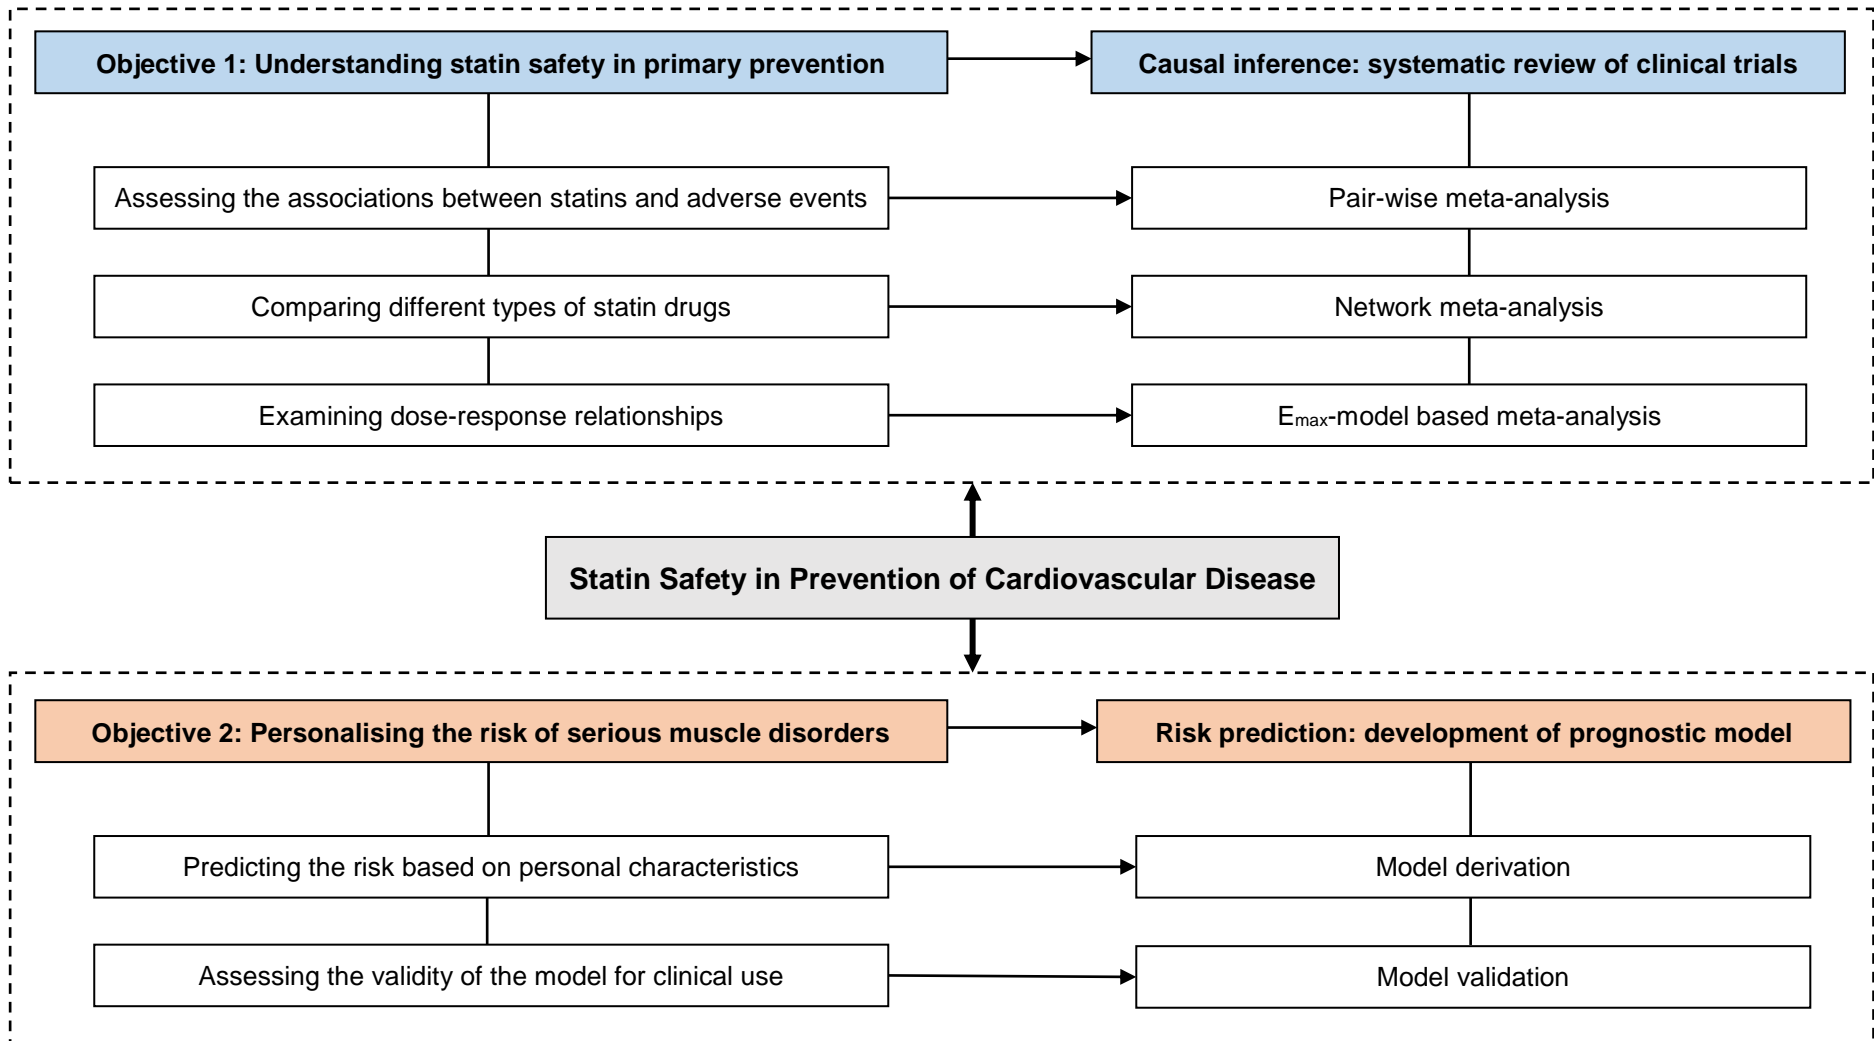 Objective 1: Understanding statin safety in primary prevention
Causal inference: systematic review of clinical trials
Assessing the associations between statins and adverse events
Pair-wise meta-analysis
Comparing different types of statin drugs
Network meta-analysis
Examining dose-response relationships
Emax-model based meta-analysis
Statin Safety in Prevention of Cardiovascular Disease
Objective 2: Personalising the risk of serious muscle disorders
Risk prediction: development of prognostic model
Predicting the risk based on personal characteristics
Model derivation
Assessing the validity of the model for clinical use
Model validation